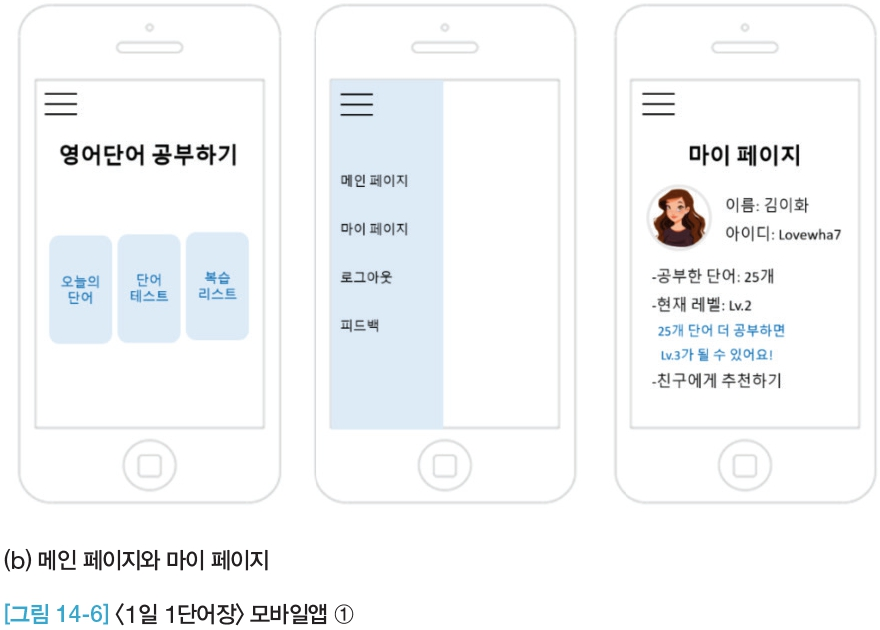 영어단어 공부하기
오늘의
단어
단어
테스트
복습
리스트
메인 페이지
마이 페이지
로그아웃
피드백
마이 페이지
이름: 김이화
아이디: Lovewha7
-공부한 단어: 25개
-현재 레벨: Lv.2
25개 단어 더 공부하면
Lv.3가 될 수 있어요!
-친구에게 추천하기
(b) 메인 페이지와 마이 페이지
[그림 14-6] <1일 1단어장> 모바일앱 ①